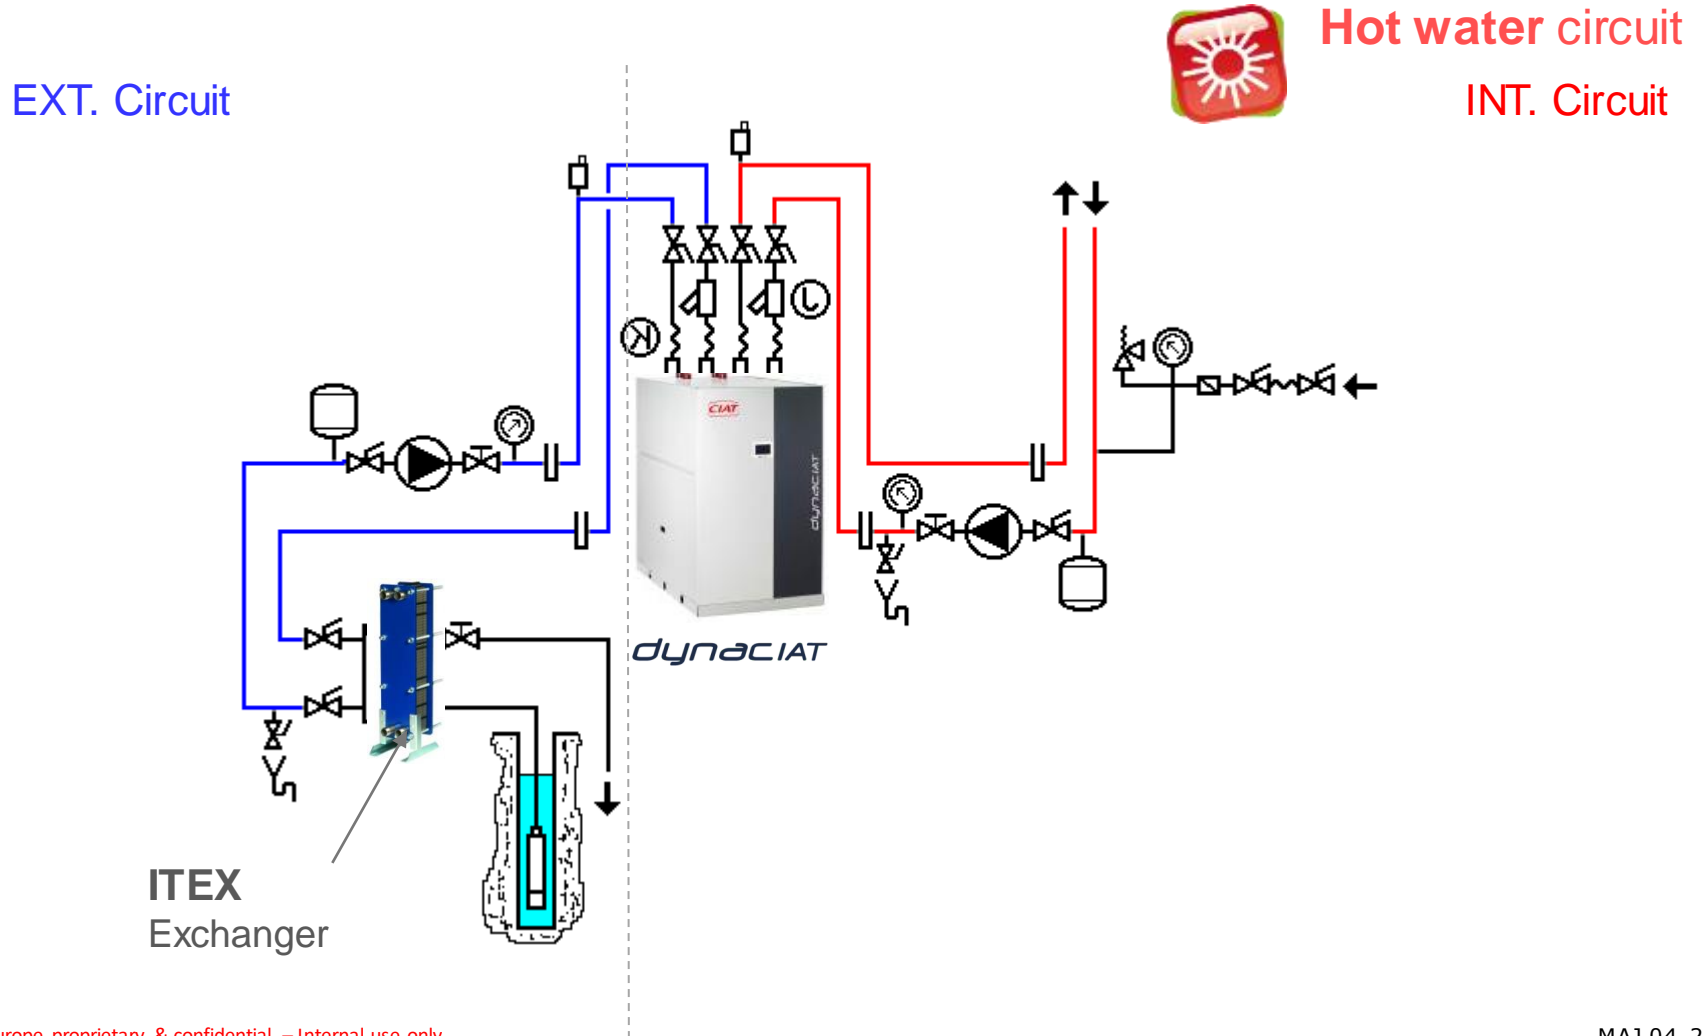 Hot water circuit
EXT. Circuit
INT. Circuit
K
J
CIAT
dynaCIAT
dynaCIAT
ITEX
Exchanger
proprietary & confidential – Internal use only